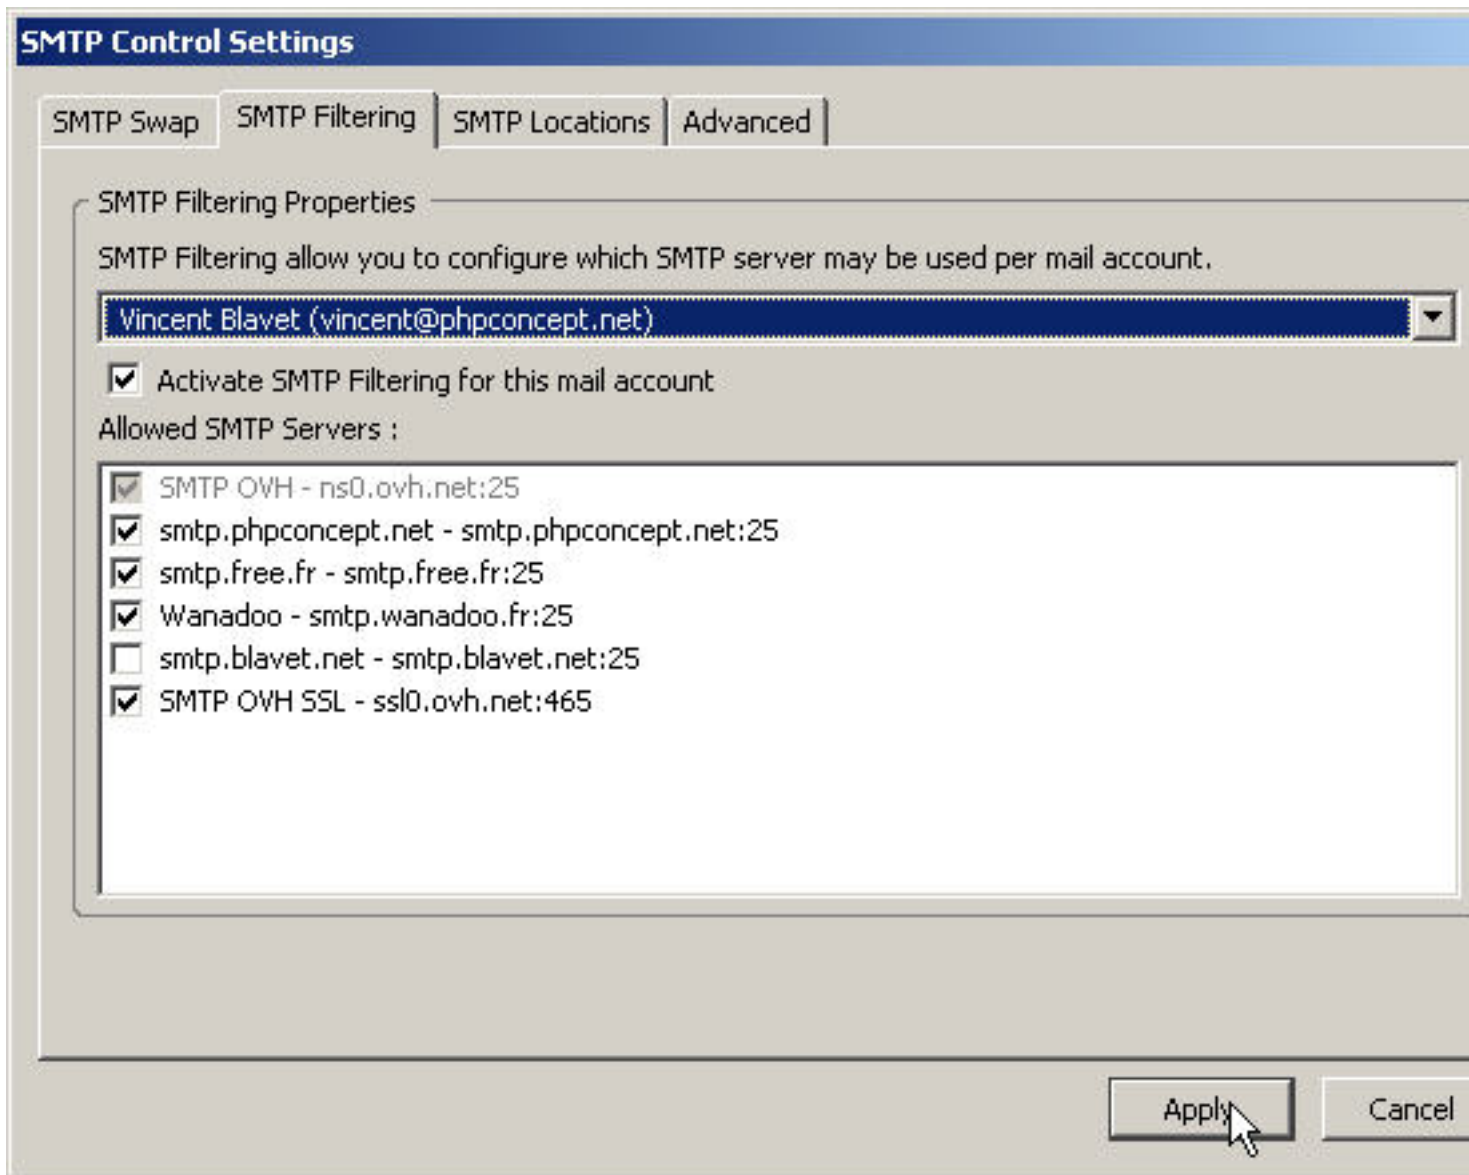 SMTP Control Settings
SMTP Swap SMTP Filtering SMTP Locations Advanced
SMTP Filtering Properties
SMTP Filtering allow you to configure which SMTP server may be used per mail account.
Vincent Blavet (vincent@phpconcept.net)
Activate SMTP Filtering for this mail account
Allowed SMTP Servers :
SMTP OVH - ns0.ovh.net:25
smtp.phpconcept.net - smtp.phpconcept.net:25
smtp.free.fr - smtp.free.fr:25
Wanadoo - smtp.wanadoo.fr:25
smtp.blavet.net - smtp.blavet.net:25
SMTP OVH SSL - ssl0.ovh.net:465
Apply Cancel